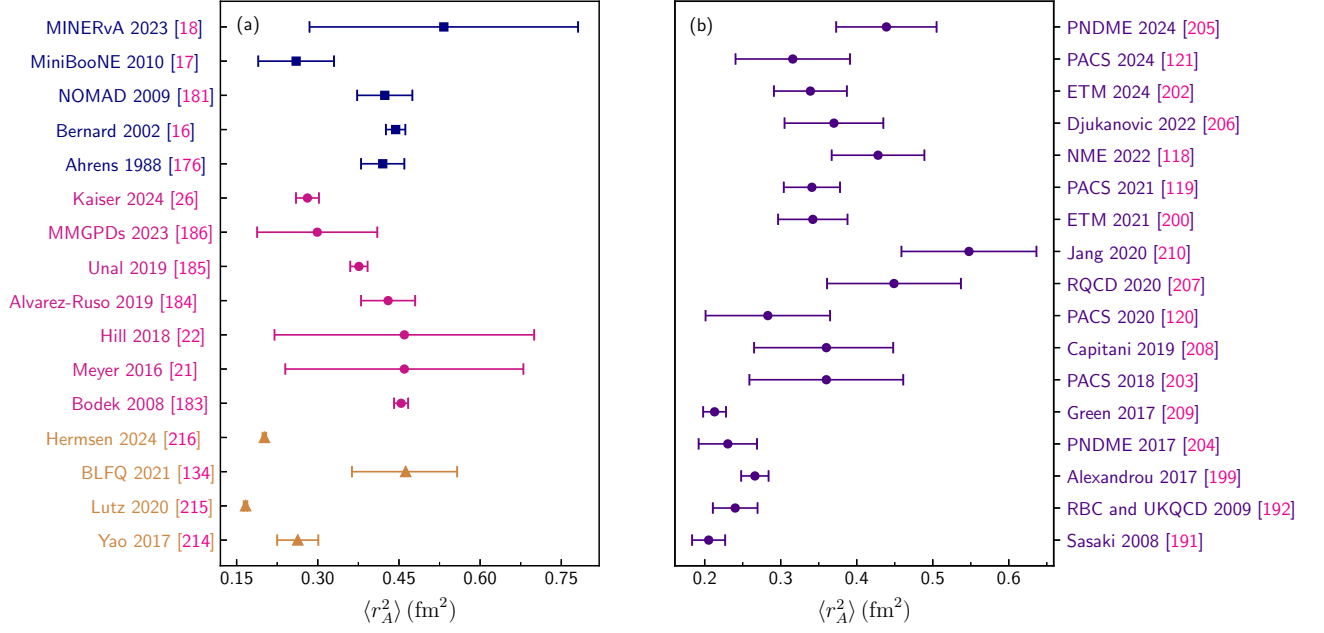 (a)
MINERvA 2023 [18]
MiniBooNE 2010 [17]
NOMAD 2009 [181]
Bernard 2002 [16]
Ahrens 1988 [176]
Kaiser 2024 [26]
MMGPDs 2023 [186]
Unal 2019 [185]
Alvarez-Ruso 2019 [184]
Hill 2018 [22]
Meyer 2016 [21]
Bodek 2008 [183]
Hermsen 2024 [216]
BLFQ 2021 [134]
Lutz 2020 [215]
Yao 2017 [214]
0.15 0.30 0.45 0.60 0.75
⟨r_A^2⟩ (fm²)
(b)
PNDME 2024 [205]
PACS 2024 [121]
ETM 2024 [202]
Djukanovic 2022 [206]
NME 2022 [118]
PACS 2021 [119]
ETM 2021 [200]
Jang 2020 [210]
RQCD 2020 [207]
PACS 2020 [120]
Capitani 2019 [208]
PACS 2018 [203]
Green 2017 [209]
PNDME 2017 [204]
Alexandrou 2017 [199]
RBC and UKQCD 2009 [192]
Sasaki 2008 [191]
0.2 0.3 0.4 0.5 0.6
⟨r_A^2⟩ (fm²)